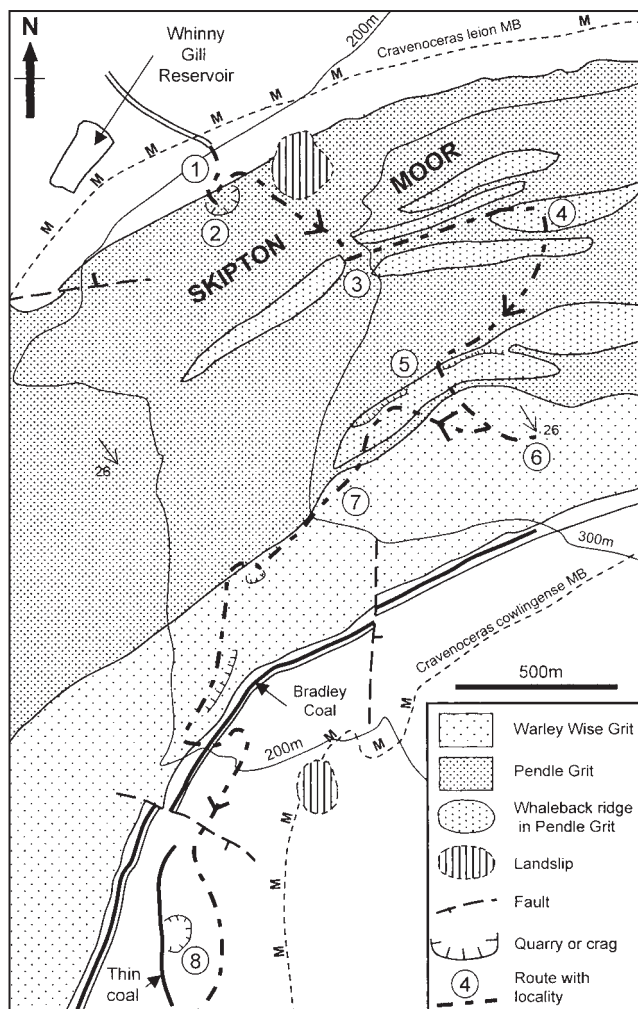 N
Whinny
Gill
Reservoir
200m
Cravenoceras leion MB
M
M
M
M
M
M
M
M
M
1
2
SKIPTON
MOOR
3
4
5
26
26
6
7
300m
Cravenoceras cowlingense MB
M
500m
Bradley
Coal
200m
M
M
M
M
M
M
Thin
coal
8
Warley Wise Grit
Pendle Grit
Whaleback ridge
in Pendle Grit
Landslip
Fault
Quarry or crag
4
Route with
locality